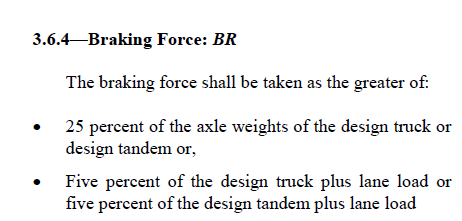 3.6.4—Braking Force: BR
The braking force shall be taken as the greater of:
• 25 percent of the axle weights of the design truck or
design tandem or,
• Five percent of the design truck plus lane load or
five percent of the design tandem plus lane load